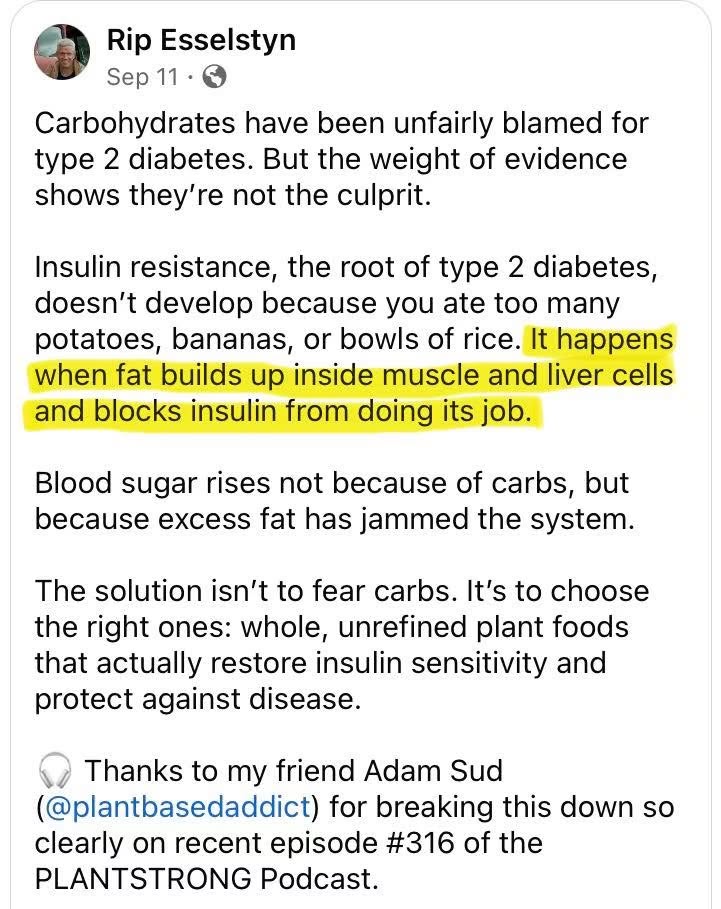 Rip Esselstyn
Sep 11 ·
Carbohydrates have been unfairly blamed for
type 2 diabetes. But the weight of evidence
shows they’re not the culprit.
Insulin resistance, the root of type 2 diabetes,
doesn’t develop because you ate too many
potatoes, bananas, or bowls of rice. It happens
when fat builds up inside muscle and liver cells
and blocks insulin from doing its job.
Blood sugar rises not because of carbs, but
because excess fat has jammed the system.
The solution isn’t to fear carbs. It’s to choose
the right ones: whole, unrefined plant foods
that actually restore insulin sensitivity and
protect against disease.
🎧 Thanks to my friend Adam Sud
(@plantbasedaddict) for breaking this down so
clearly on recent episode #316 of the
PLANTSTRONG Podcast.